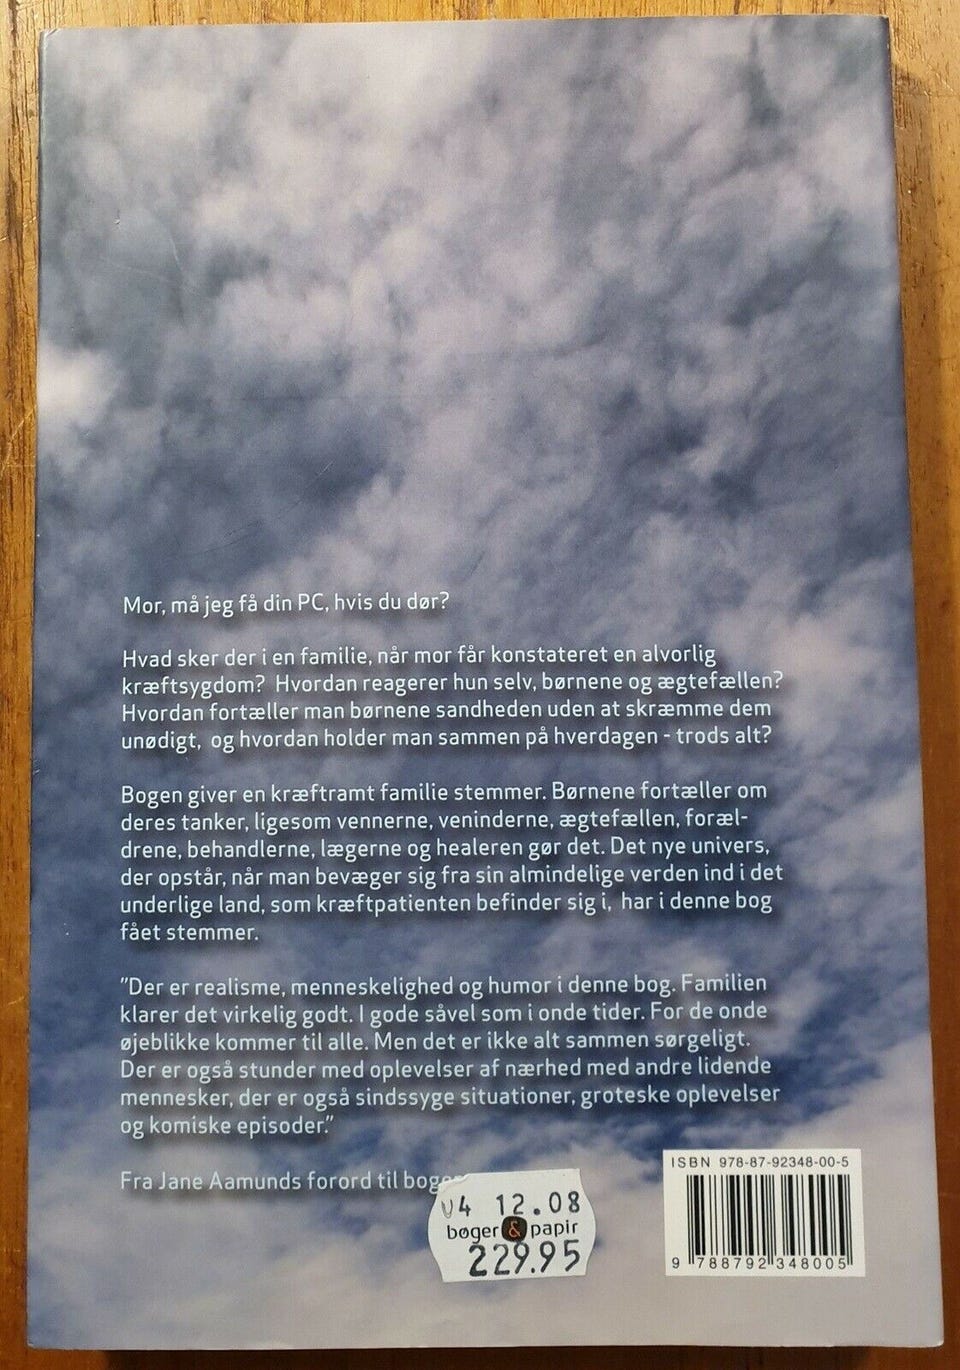 Mor, må jeg få din PC, hvis du dør?
Hvad sker der i en familie, når mor får konstateret en alvorlig
kræftsygdom? Hvordan reagerer hun selv, børnene og ægtefællen?
Hvordan fortæller man børnene sandheden uden at skræmme dem
unødigt, og hvordan holder man sammen på hverdagen - trods alt?
Bogen giver en kræftramt familie stemmer. Børnene fortæller om
deres tanker, ligesom vennerne, veninderne, ægtefællen, foræl-
drene, behandlerne, lægerne og healeren gør det. Det nye univers,
der opstår, når man bevæger sig fra sin almindelige verden ind i det
underlige land, som kræftpatienten befinder sig i, har i denne bog
fået stemmer.
"Der er realisme, menneskelighed og humor i denne bog. Familien
klarer det virkelig godt. I gode såvel som i onde tider. For de onde
øjeblikke kommer til alle. Men det er ikke alt sammen sørgeligt.
Der er også stunder med oplevelser af nærhed med andre lidende
mennesker, der er også sindssyge situationer, groteske oplevelser
og komiske episoder."
Fra Jane Aamunds forord til
04 12.08
bøger & papir
229.95
ISBN 978-87-92348-00-5
9 788792 348005